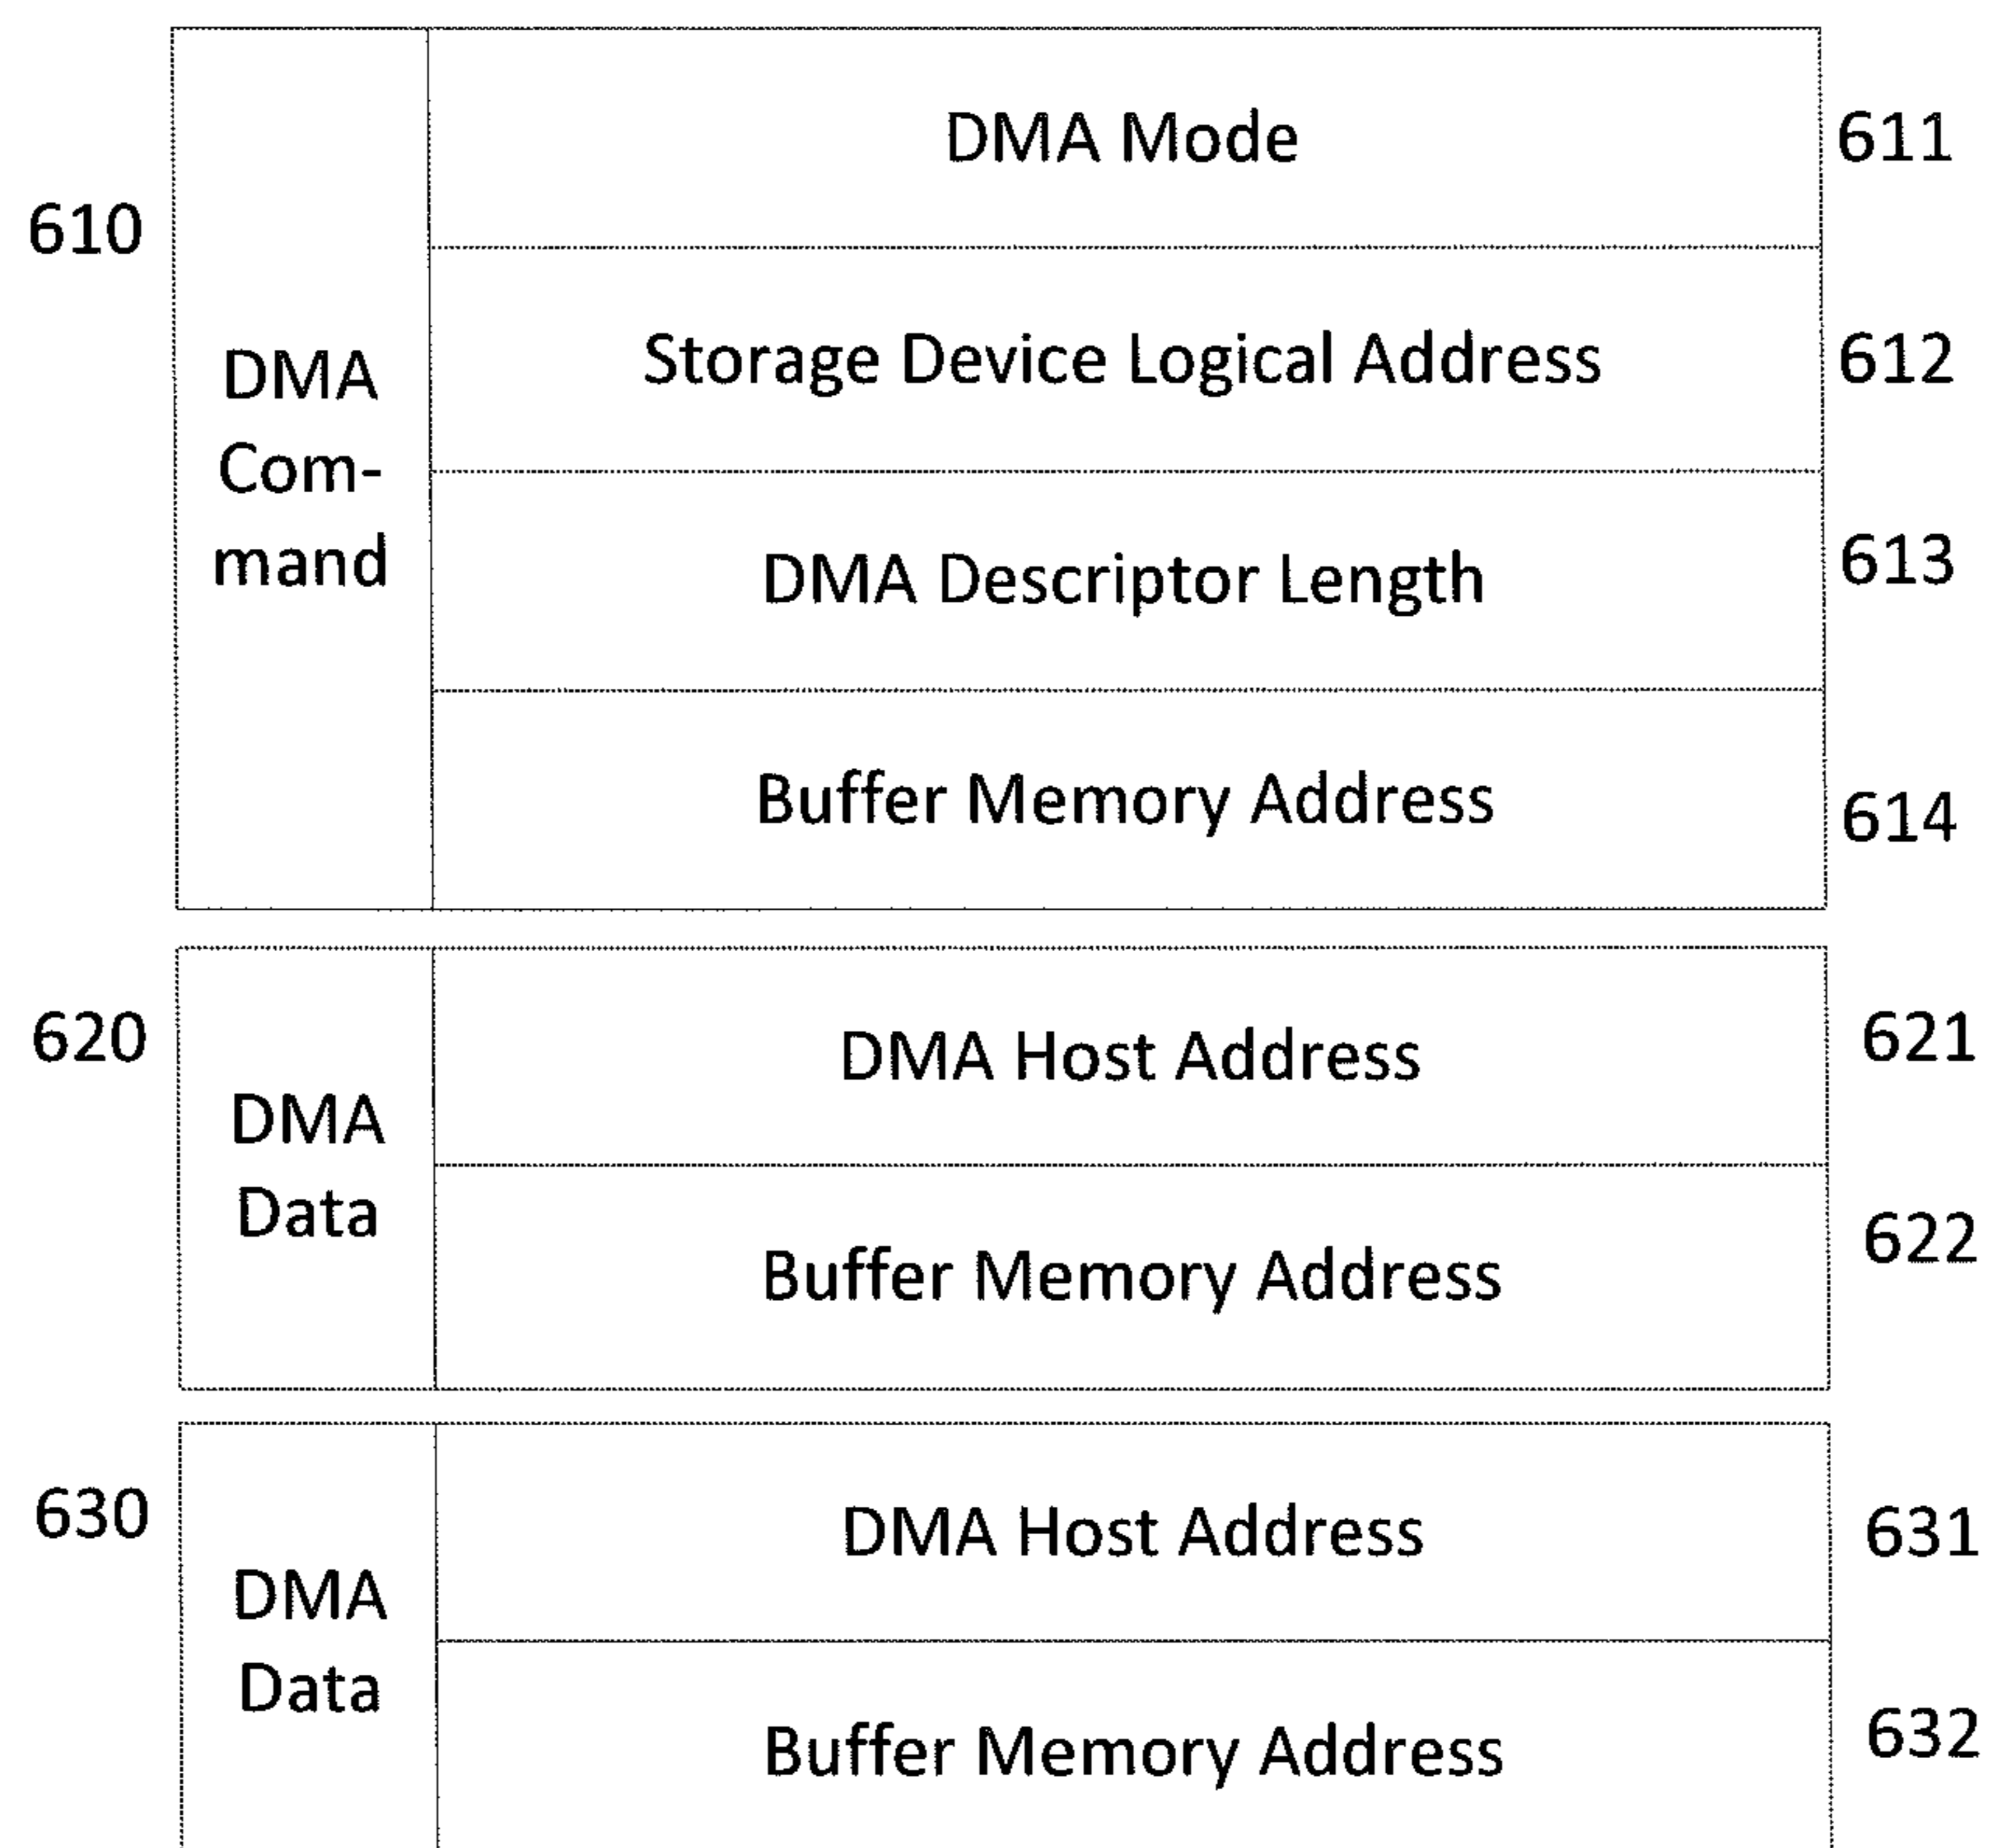 610
DMA
Com-
mand
DMA Mode
611
Storage Device Logical Address
612
DMA Descriptor Length
613
Buffer Memory Address
614
620
DMA
Data
DMA Host Address
621
Buffer Memory Address
622
630
DMA
Data
DMA Host Address
631
Buffer Memory Address
632